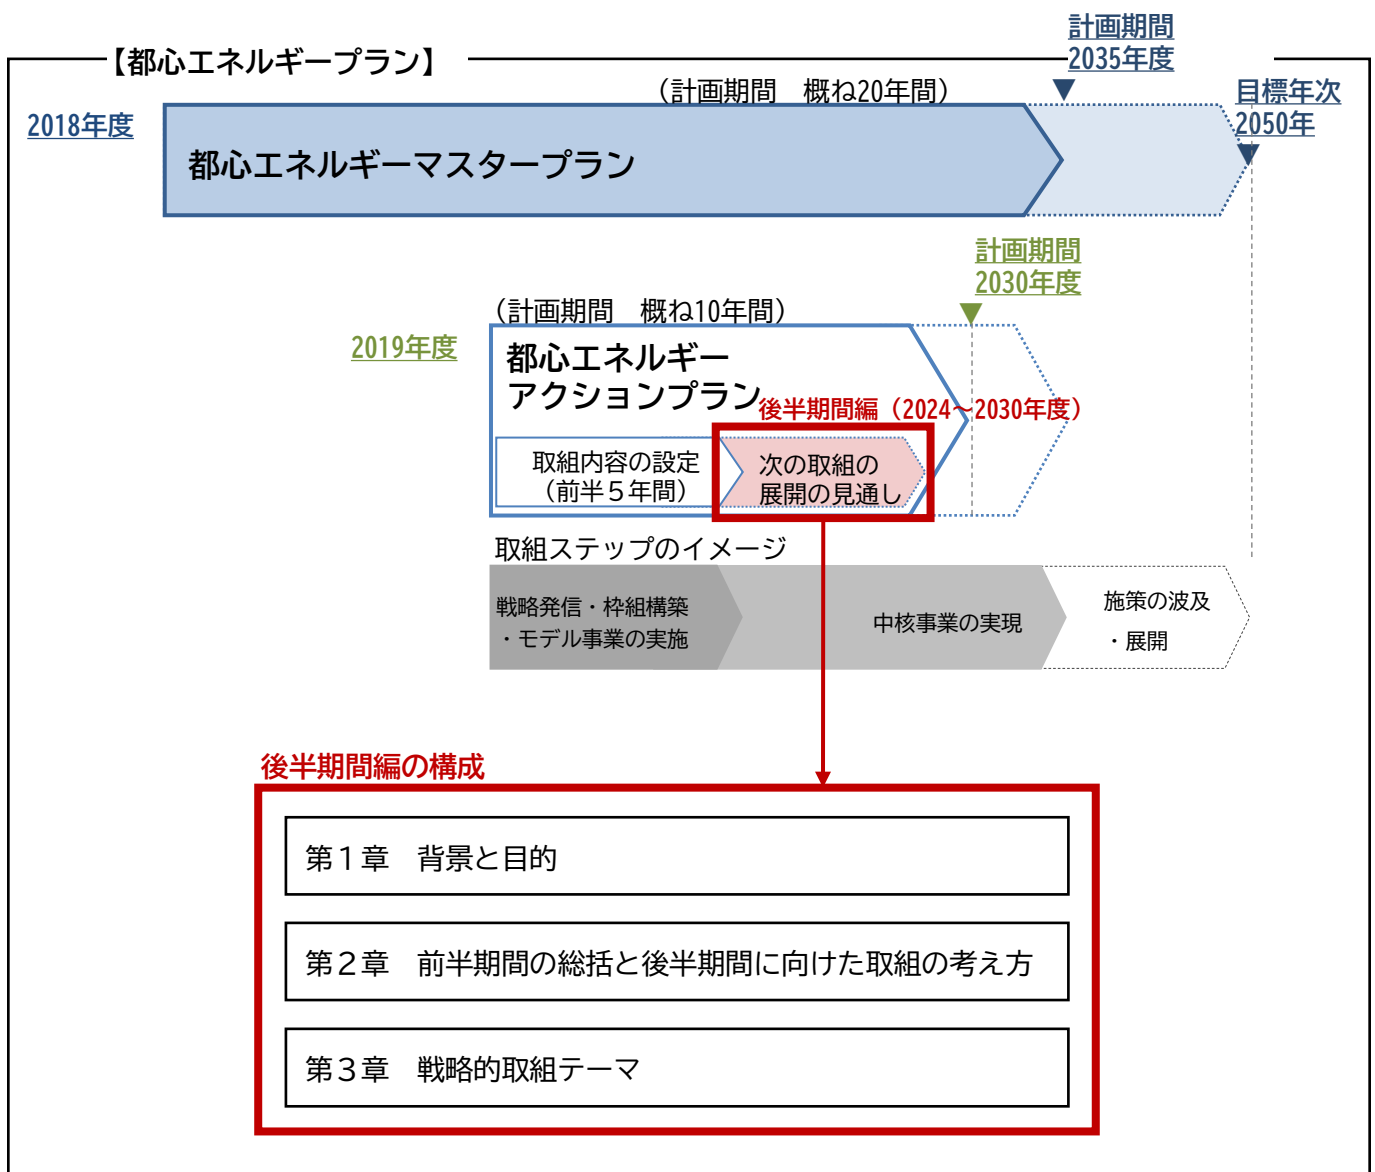 【都心エネルギープラン】
計画期間
2035年度
（計画期間　概ね20年間）
目標年次
2050年
2018年度
都心エネルギーマスタープラン
計画期間
2030年度
（計画期間　概ね10年間）
2019年度
都心エネルギー
アクションプラン
後半期間編（2024～2030年度）
取組内容の設定
（前半５年間）
次の取組の
展開の見通し
取組ステップのイメージ
戦略発信・枠組構築
・モデル事業の実施
中核事業の実現
施策の波及
・展開
後半期間編の構成
第１章　背景と目的
第２章　前半期間の総括と後半期間に向けた取組の考え方
第３章　戦略的取組テーマ